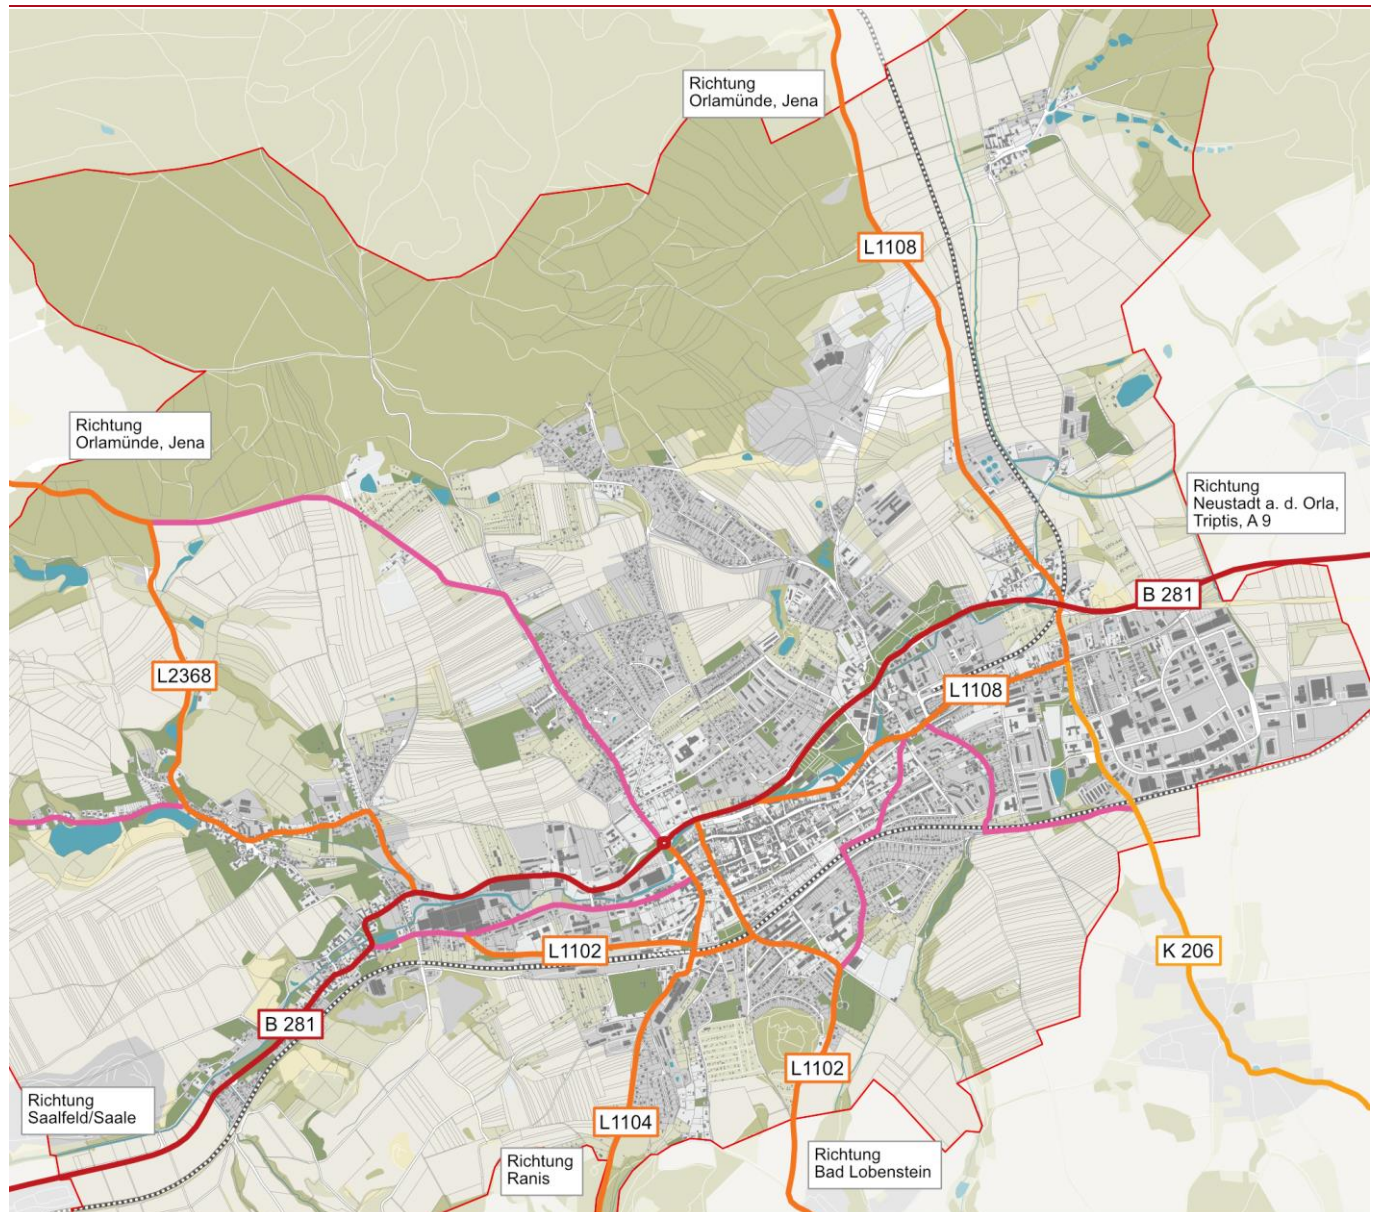 Richtung
Orlamünde, Jena
L1108
Richtung
Orlamünde, Jena
Richtung
Neustadt a. d. Orla,
Triptis, A 9
B 281
L2368
L1108
L1102
K 206
B 281
L1102
Richtung
Saalfeld/Saale
L1104
Richtung
Ranis
Richtung
Bad Lobenstein